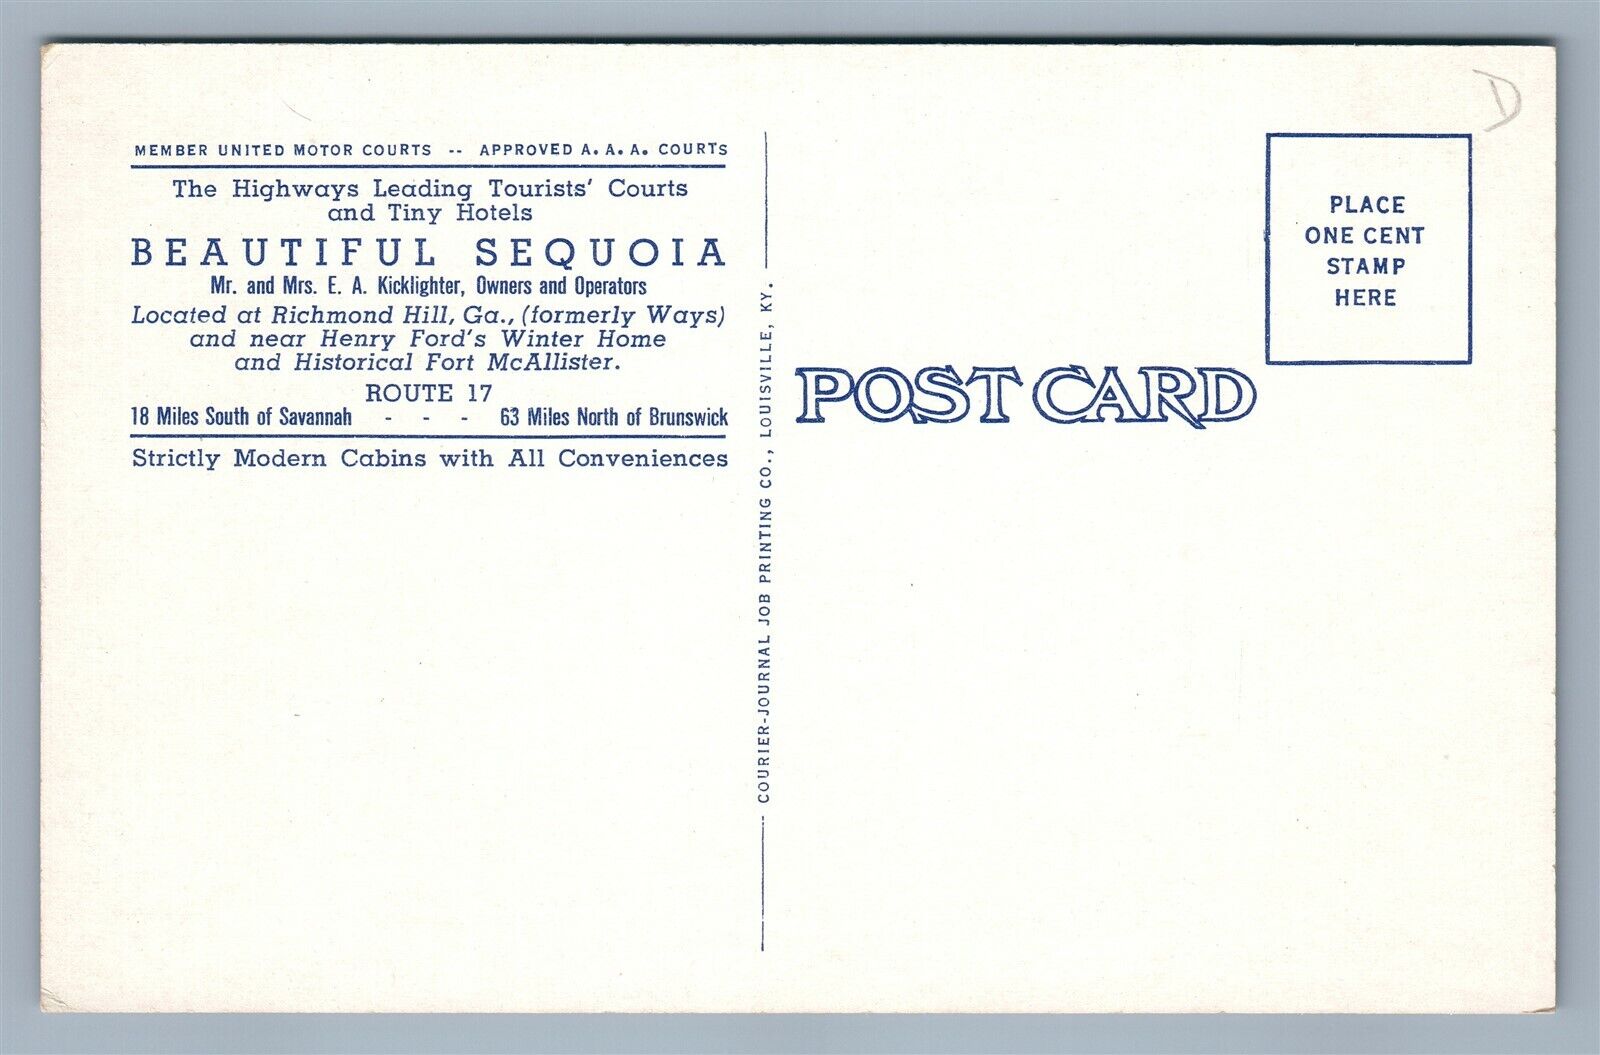 MEMBER UNITED MOTOR COURTS -- APPROVED A. A. A. COURTS
The Highways Leading Tourists' Courts
and Tiny Hotels
BEAUTIFUL SEQUOIA
Mr. and Mrs. E. A. Kicklighter, Owners and Operators
Located at Richmond Hill, Ga., (formerly Ways)
and near Henry Ford's Winter Home
and Historical Fort McAllister.
ROUTE 17
18 Miles South of Savannah - - - 63 Miles North of Brunswick
Strictly Modern Cabins with All Conveniences
COURIER-JOURNAL JOB PRINTING CO., LOUISVILLE, KY.
POST CARD
D
PLACE
ONE CENT
STAMP
HERE